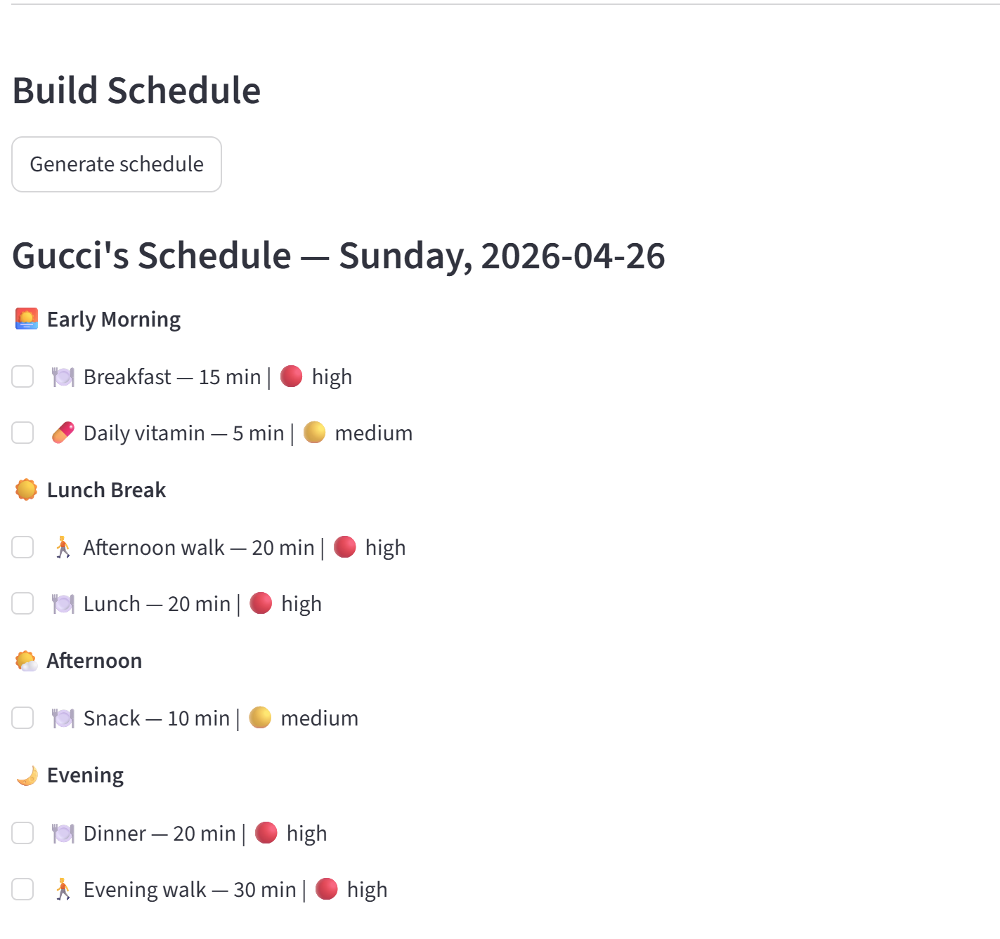 Build Schedule
Generate schedule
Gucci's Schedule — Sunday, 2026-04-26
Early Morning
Breakfast — 15 min | high
Daily vitamin — 5 min | medium
Lunch Break
Afternoon walk — 20 min | high
Lunch — 20 min | high
Afternoon
Snack — 10 min | medium
Evening
Dinner — 20 min | high
Evening walk — 30 min | high